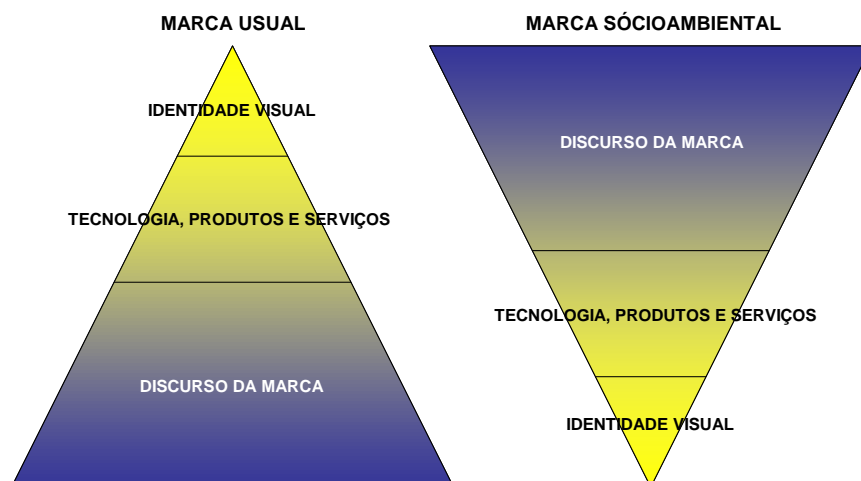 MARCA USUAL
IDENTIDADE VISUAL
TECNOLOGIA, PRODUTOS E SERVIÇOS
DISCURSO DA MARCA
MARCA SÓCIOAMBIENTAL
DISCURSO DA MARCA
TECNOLOGIA, PRODUTOS E SERVIÇOS
IDENTIDADE VISUAL